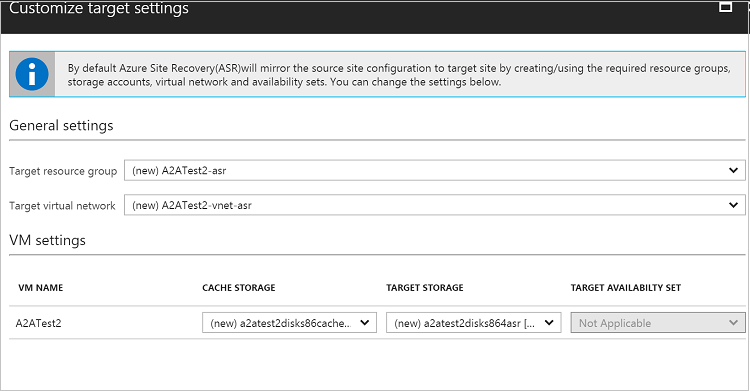 Customize target settings
By default Azure Site Recovery(ASR)will mirror the source site configuration to target site by creating/using the required resource groups,
storage accounts, virtual network and availability sets. You can change the settings below.
General settings
Target resource group (new) A2ATest2-asr
Target virtual network (new) A2ATest2-vnet-asr
VM settings
VM NAME CACHE STORAGE TARGET STORAGE TARGET AVAILABILTY SET
A2ATest2 (new) a2atest2disks86cache... (new) a2atest2disks864asr [... Not Applicable